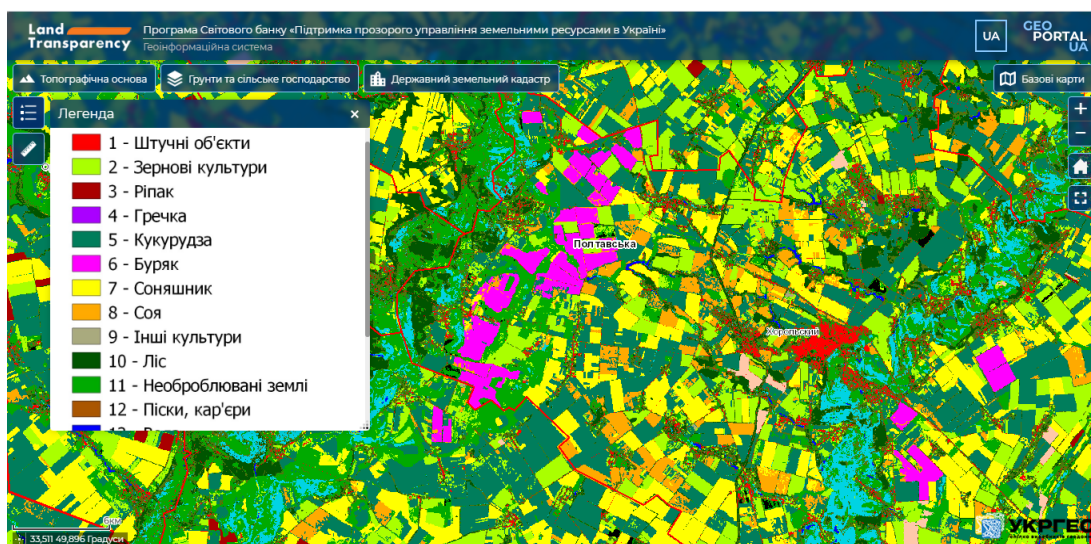 Land
Transparency
Програма Світового банку «Підтримка прозорого управління земельними ресурсами в Україні»
Геоінформаційна система
UA
GEO
PORTAL
UA
Топографічна основа
Грунти та сільське господарство
Державний земельний кадастр
Базові карти
Легенда
×
1 - Штучні об'єкти
2 - Зернові культури
3 - Ріпак
4 - Гречка
5 - Кукурудза
6 - Буряк
7 - Соняшник
8 - Соя
9 - Інші культури
10 - Ліс
11 - Необроблювані землі
12 - Піски, кар'єри
Полтавська
Хорольский
6км
33,511 49,896 Градуси